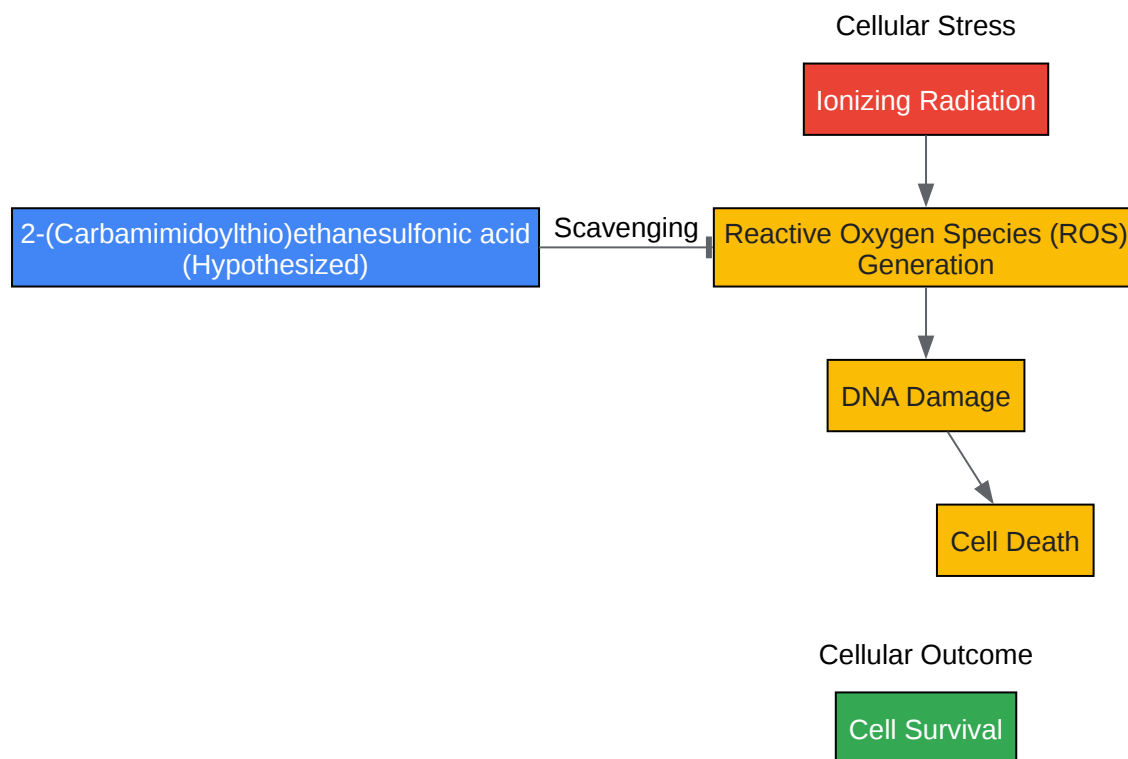 Cellular Stress
Ionizing Radiation
2-(Carbamimidoylthio)ethanesulfonic acid
(Hypothesized)
Scavenging
Reactive Oxygen Species (ROS)
Generation
DNA Damage
Cell Death
Cellular Outcome
Cell Survival